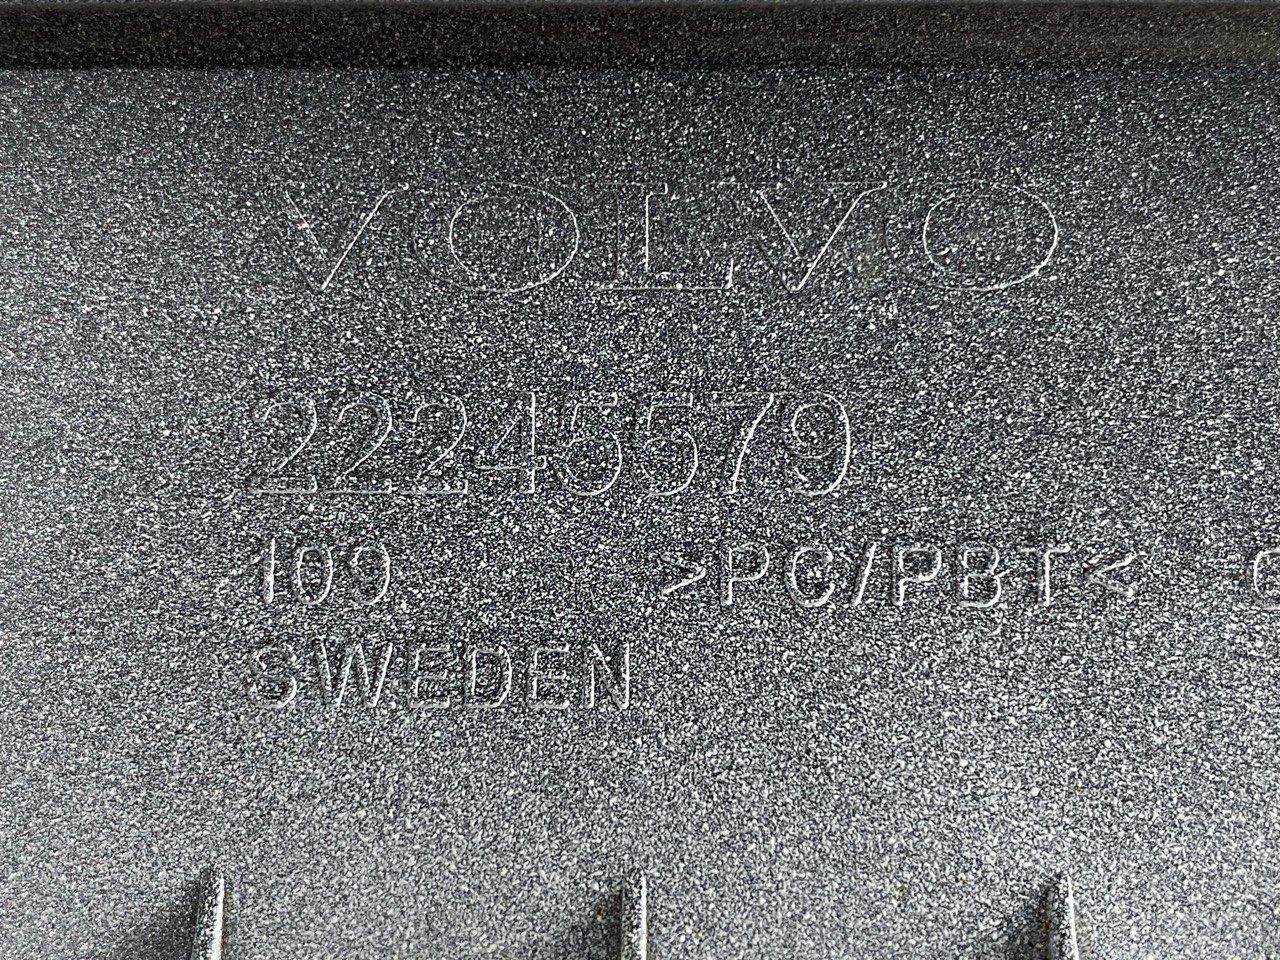 VOLVO
22245579
109 >PC/PBT<
SWEDEN